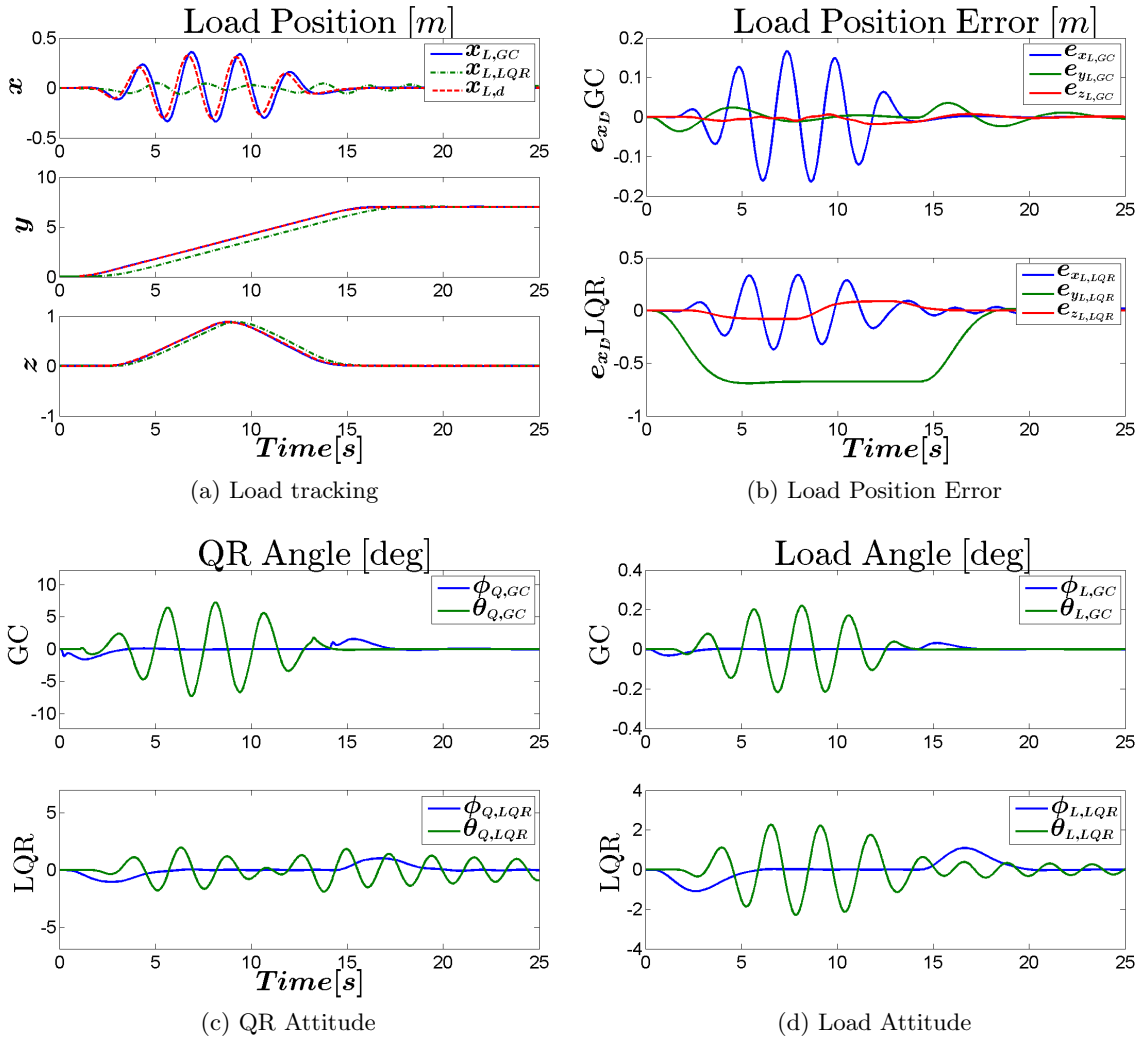 Load Position [m]
0.5
0
-0.5
x
x_{L,GC}
x_{L,LQR}
x_{L,d}
0 5 10 15 20 25
10
5
0
y
0 5 10 15 20 25
1
0
-1
z
0 5 10 15 20 25
Time[s]
(a) Load tracking
Load Position Error [m]
0.2
0.1
0
-0.1
-0.2
e_{x_L}, GC
e_{x_{L,GC}}
e_{y_{L,GC}}
e_{z_{L,GC}}
0 5 10 15 20 25
0.5
0
-0.5
-1
e_{x_L}, LQR
e_{x_{L,LQR}}
e_{y_{L,LQR}}
e_{z_{L,LQR}}
0 5 10 15 20 25
Time[s]
(b) Load Position Error
QR Angle [deg]
10
5
0
-5
-10
GC
ϕ_{Q,GC}
θ_{Q,GC}
0 5 10 15 20 25
5
0
-5
LQR
ϕ_{Q,LQR}
θ_{Q,LQR}
0 5 10 15 20 25
Time[s]
(c) QR Attitude
Load Angle [deg]
0.4
0.2
0
-0.2
-0.4
GC
ϕ_{L,GC}
θ_{L,GC}
0 5 10 15 20 25
4
2
0
-2
-4
LQR
ϕ_{L,LQR}
θ_{L,LQR}
0 5 10 15 20 25
(d) Load Attitude